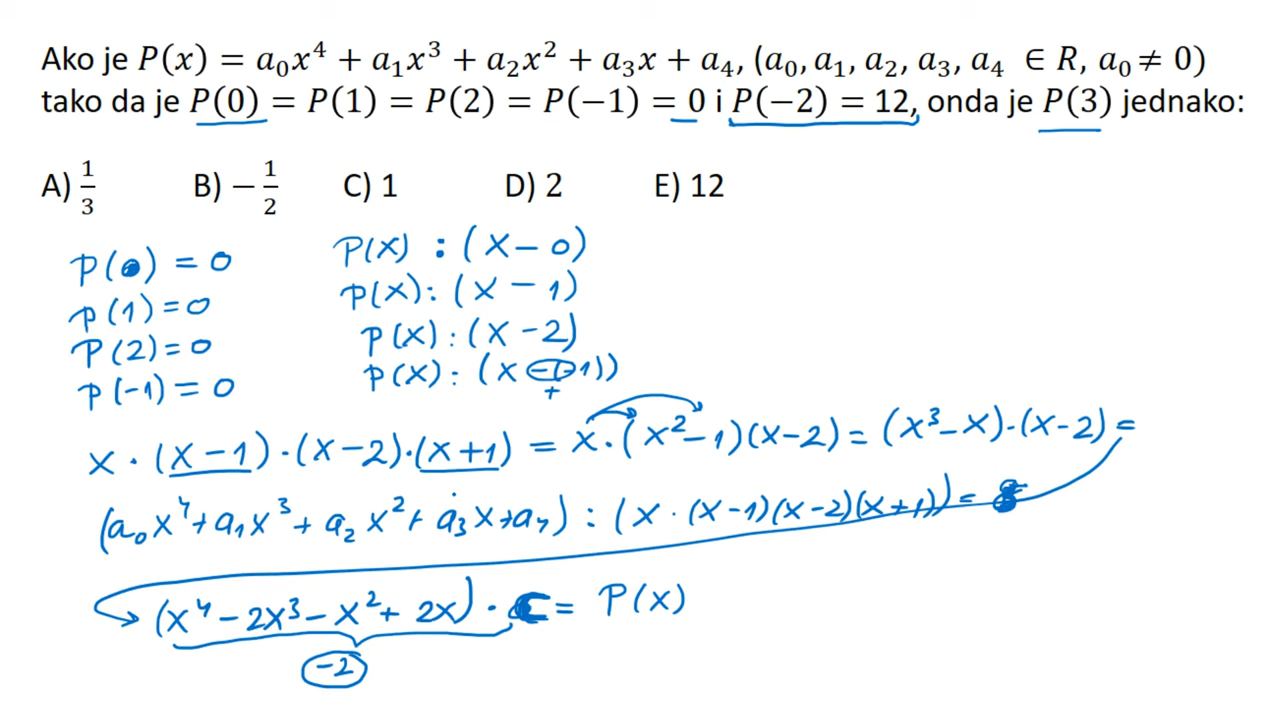 Ako je P(x) = a₀x⁴ + a₁x³ + a₂x² + a₃x + a₄, (a₀, a₁, a₂, a₃, a₄ ∈ R, a₀ ≠ 0)
tako da je P(0) = P(1) = P(2) = P(−1) = 0 i P(−2) = 12, onda je P(3) jednako:
A) 1/3 B) −1/2 C) 1 D) 2 E) 12
P(0) = 0 P(x) : (x − 0)
P(1) = 0 P(x) : (x − 1)
P(2) = 0 P(x) : (x − 2)
P(−1) = 0 P(x) : (x −(−1))
+
x · (x − 1) · (x − 2) · (x + 1) = x · (x² − 1)(x − 2) = (x³ − x) · (x − 2) =
(a₀x⁴ + a₁x³ + a₂x² + a₃x + a₄) : (x · (x − 1)(x − 2)(x + 1)) =
(x⁴ − 2x³ − x² + 2x) · C = P(x)
−2